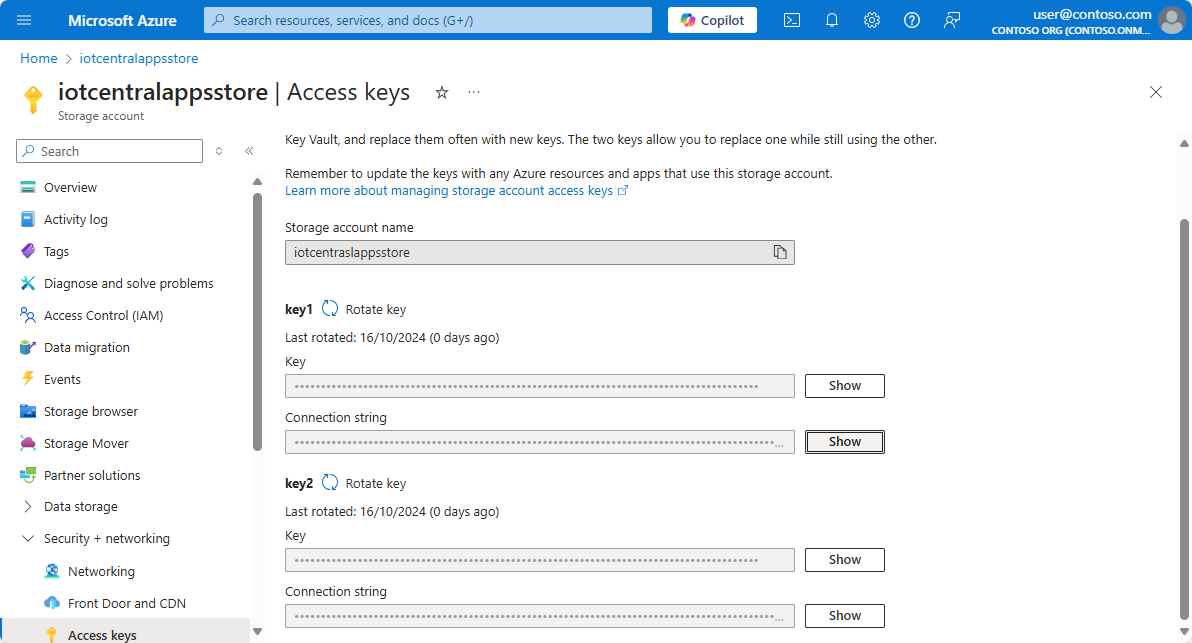 Microsoft Azure
Search resources, services, and docs (G+/)
Copilot
user@contoso.com
CONTOSO ORG (CONTOSO.ONM...
Home > iotcentralappsstore
iotcentralappsstore | Access keys
Storage account
Search
Overview
Activity log
Tags
Diagnose and solve problems
Access Control (IAM)
Data migration
Events
Storage browser
Storage Mover
Partner solutions
Data storage
Security + networking
Networking
Front Door and CDN
Access keys
Key Vault, and replace them often with new keys. The two keys allow you to replace one while still using the other.
Remember to update the keys with any Azure resources and apps that use this storage account.
Learn more about managing storage account access keys
Storage account name
iotcentraslappsstore
key1 Rotate key
Last rotated: 16/10/2024 (0 days ago)
Key
Show
Connection string
Show
key2 Rotate key
Last rotated: 16/10/2024 (0 days ago)
Key
Show
Connection string
Show